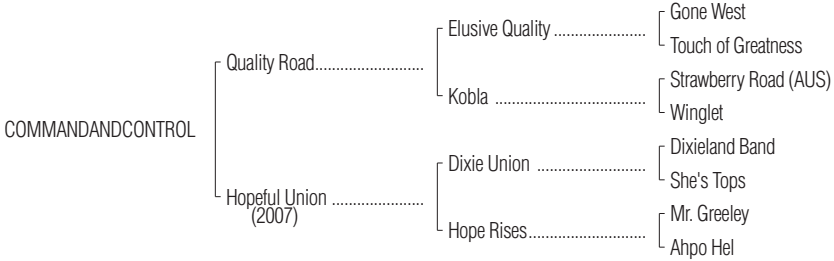 Gone West
Elusive Quality ......................
Touch of Greatness
Quality Road..........................
Strawberry Road (AUS)
Kobla ....................................
Winglet
COMMANDANDCONTROL
Dixieland Band
Dixie Union ..........................
She's Tops
Hopeful Union ......................
(2007)
Mr. Greeley
Hope Rises............................
Ahpo Hel